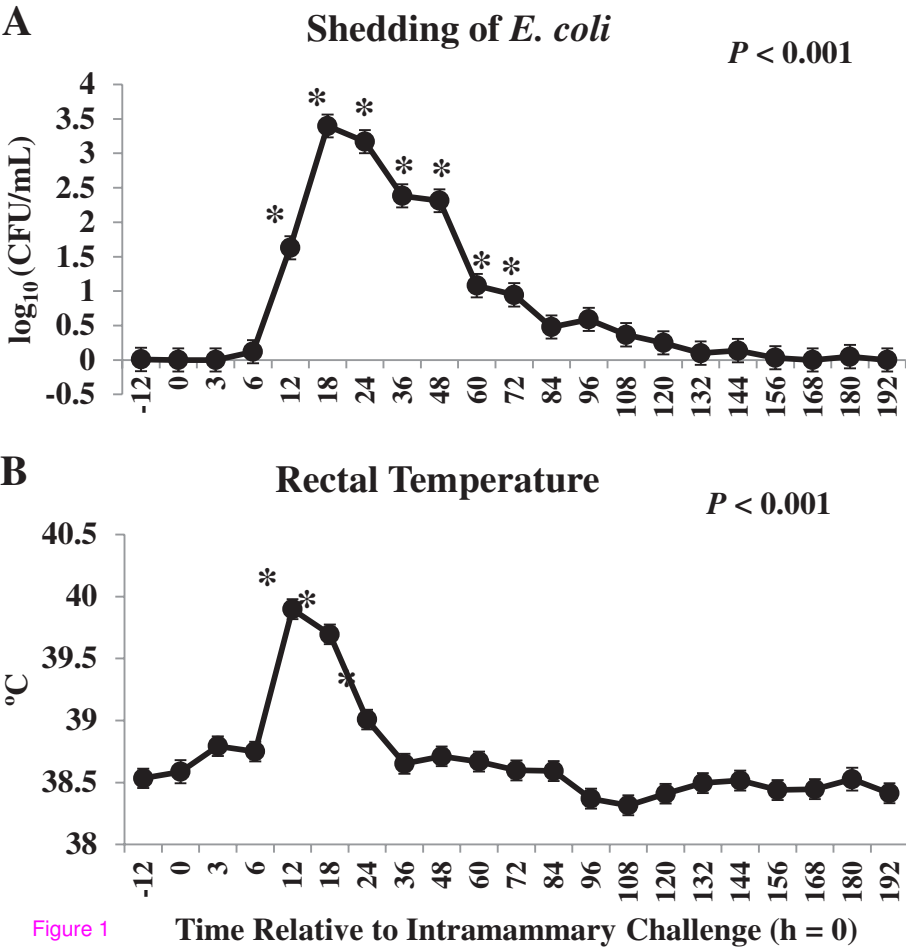 A
Shedding of E. coli
P < 0.001
log₁₀ (CFU/mL)
4
3.5
3
2.5
2
1.5
1
0.5
0
-0.5
* * * * * * *
-12 0 3 6 12 18 24 36 48 60 72 84 96 108 120 132 144 156 168 180 192
B
Rectal Temperature
P < 0.001
ºC
40.5
40
39.5
39
38.5
38
* * *
-12 0 3 6 12 18 24 36 48 60 72 84 96 108 120 132 144 156 168 180 192
Figure 1
Time Relative to Intramammary Challenge (h = 0)